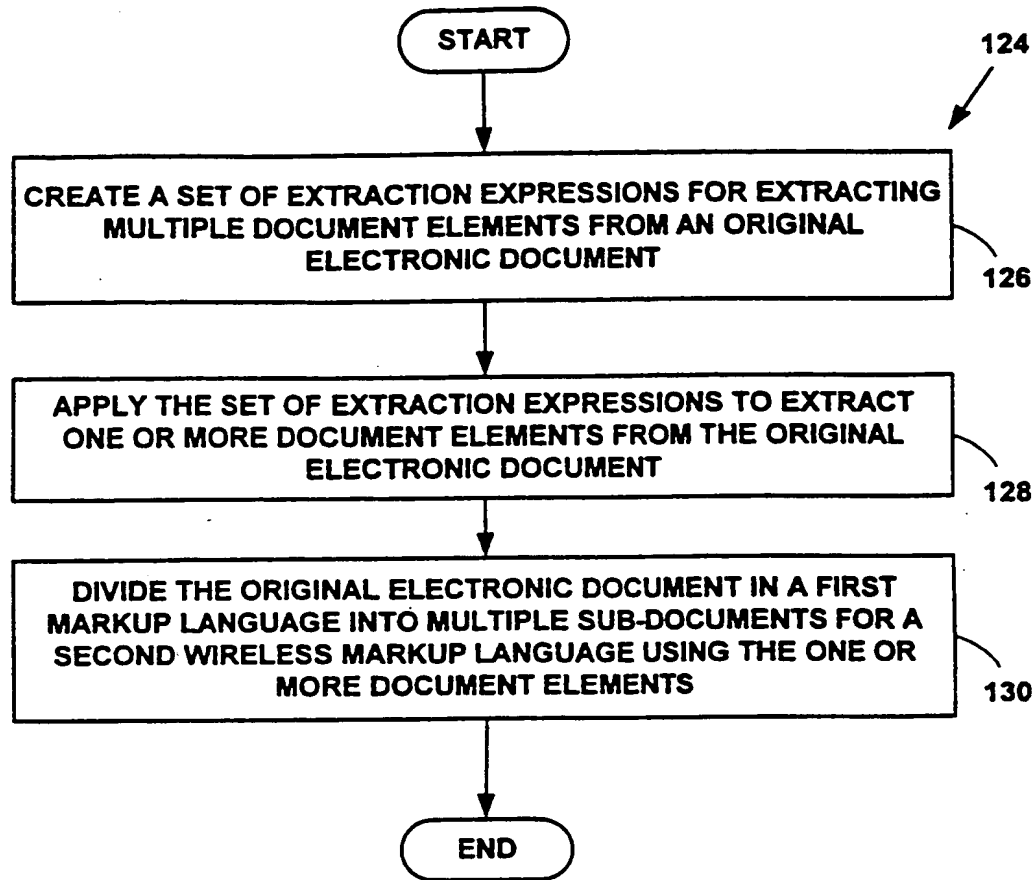 START
124
CREATE A SET OF EXTRACTION EXPRESSIONS FOR EXTRACTING
MULTIPLE DOCUMENT ELEMENTS FROM AN ORIGINAL
ELECTRONIC DOCUMENT
126
APPLY THE SET OF EXTRACTION EXPRESSIONS TO EXTRACT
ONE OR MORE DOCUMENT ELEMENTS FROM THE ORIGINAL
ELECTRONIC DOCUMENT
128
DIVIDE THE ORIGINAL ELECTRONIC DOCUMENT IN A FIRST
MARKUP LANGUAGE INTO MULTIPLE SUB-DOCUMENTS FOR A
SECOND WIRELESS MARKUP LANGUAGE USING THE ONE OR
MORE DOCUMENT ELEMENTS
130
END